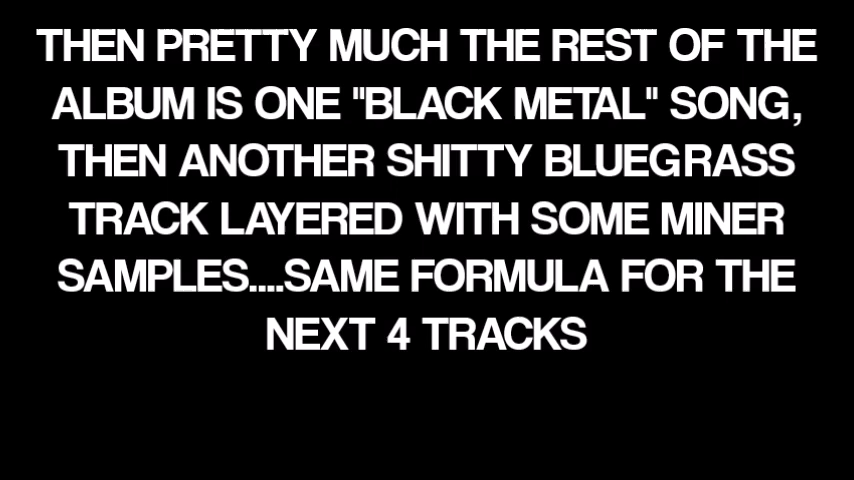 THEN PRETTY MUCH THE REST OF THE
ALBUM IS ONE "BLACK METAL" SONG,
THEN ANOTHER SHITTY BLUEGRASS
TRACK LAYERED WITH SOME MINER
SAMPLES....SAME FORMULA FOR THE
NEXT 4 TRACKS